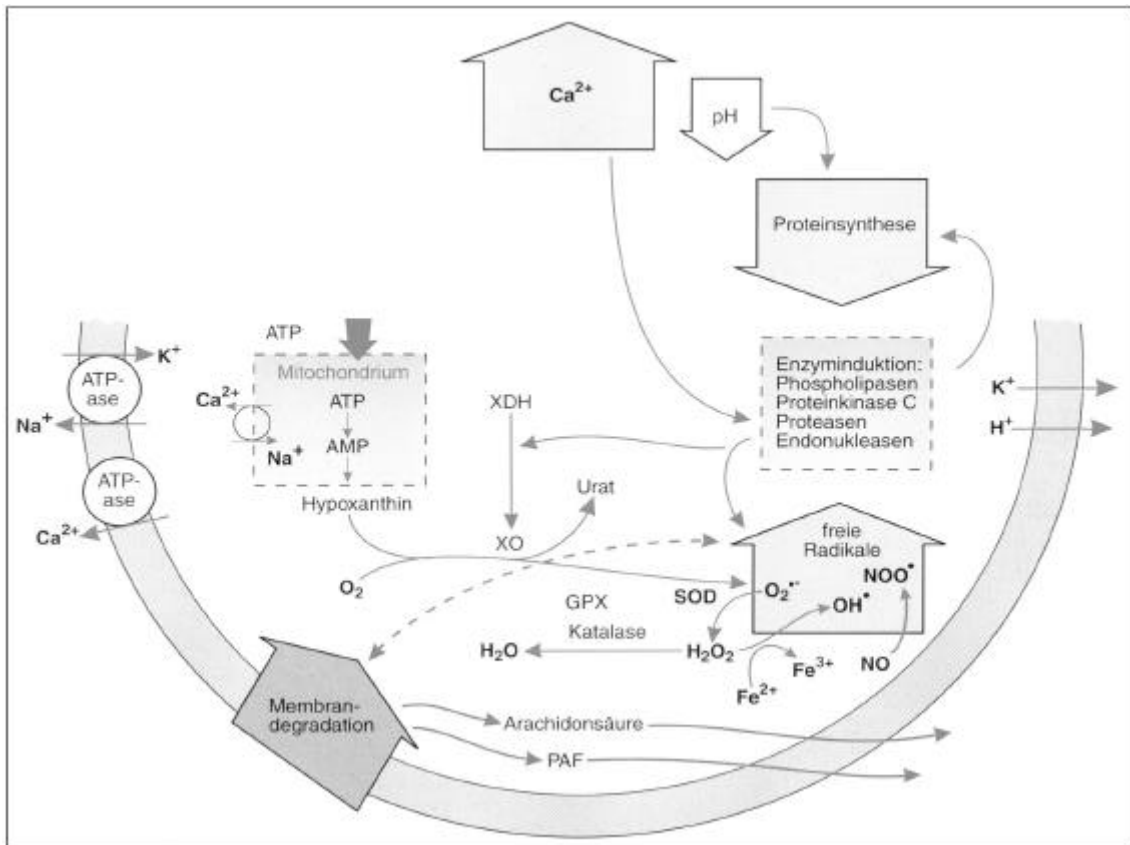 Ca²⁺
pH
Proteinsynthese
ATP
K⁺
ATP-
ase
Na⁺
Mitochondrium
Ca²⁺
ATP
Na⁺
AMP
Hypoxanthin
XDH
Enzyminduktion:
Phospholipasen
Proteinkinase C
Proteasen
Endonukleasen
K⁺
H⁺
ATP-
ase
Ca²⁺
Urat
XO
O₂
freie
Radikale
NOO•
SOD
O₂•⁻
OH•
GPX
Katalase
H₂O
H₂O₂
Fe³⁺
NO
Fe²⁺
Membran-
degradation
Arachidonsäure
PAF